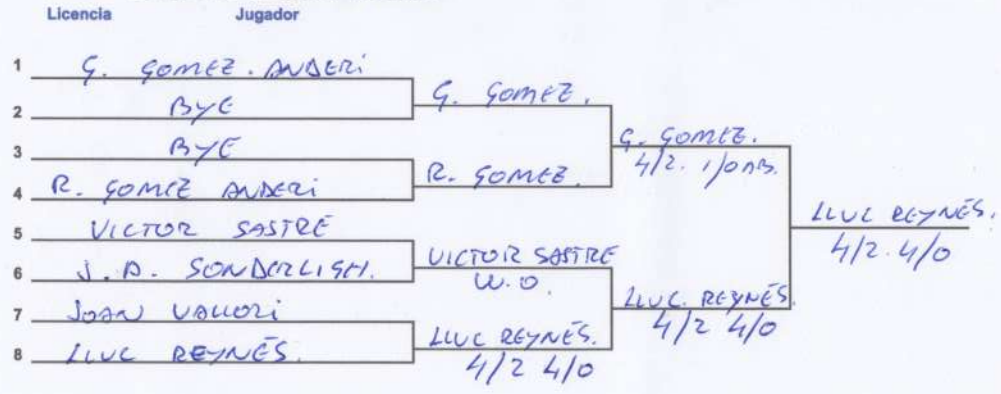 Licencia Jugador
1 G. GOMEZ. ANDERI
2 BYE
3 BYE
4 R. GOMEZ ANDERI
5 VICTOR SASTRE
6 J.A. SONDERLIGH.
7 JOAN VALLORI
8 LLUC REYNÉS.
G. GOMEZ.
R. GOMEZ.
VICTOR SASTRE
W.O.
LLUC REYNÉS.
4/2 4/0
G. GOMEZ.
4/2. 1/0 AB.
LLUC. REYNÉS.
4/2 4/0
LLUC REYNÉS.
4/2. 4/0